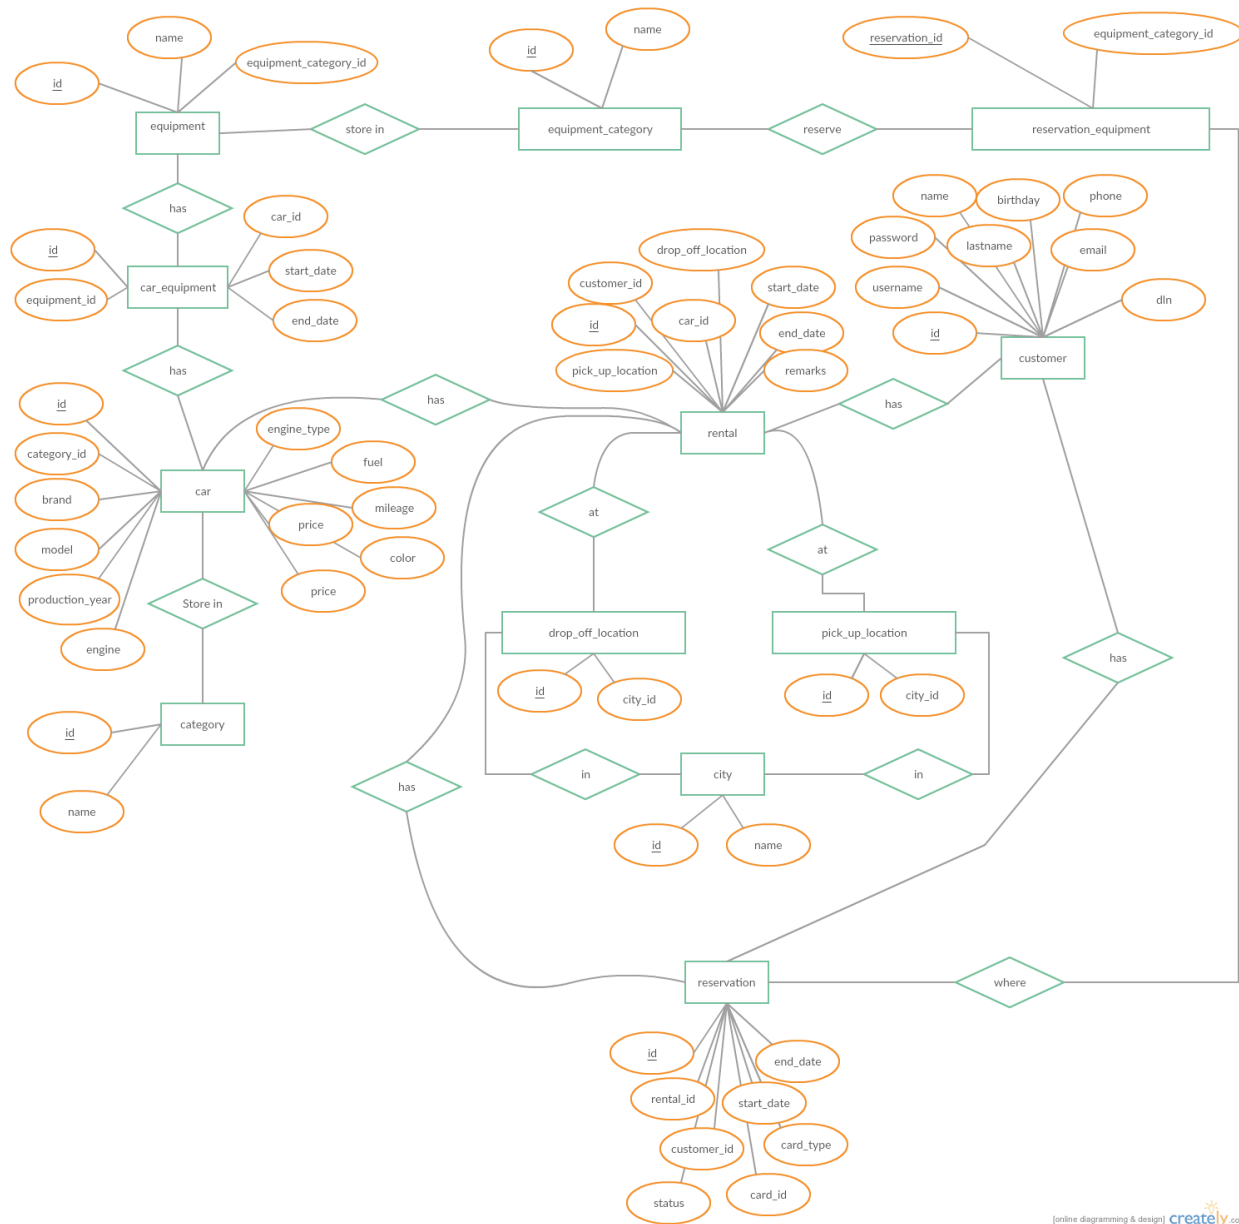 name
id
equipment_category_id
equipment
store in
id
name
equipment_category
reserve
reservation_id
equipment_category_id
reservation_equipment
has
id
equipment_id
car_id
start_date
end_date
car_equipment
has
id
category_id
brand
model
production_year
engine
engine_type
fuel
mileage
price
color
price
car
has
Store in
category
id
name
drop_off_location
customer_id
start_date
id
car_id
end_date
pick_up_location
remarks
rental
has
name
birthday
phone
password
lastname
email
username
dln
id
customer
at
at
drop_off_location
id
city_id
pick_up_location
id
city_id
in
city
in
id
name
has
has
reservation
where
id
end_date
rental_id
start_date
customer_id
card_type
status
card_id
[online diagramming & design] creately.co